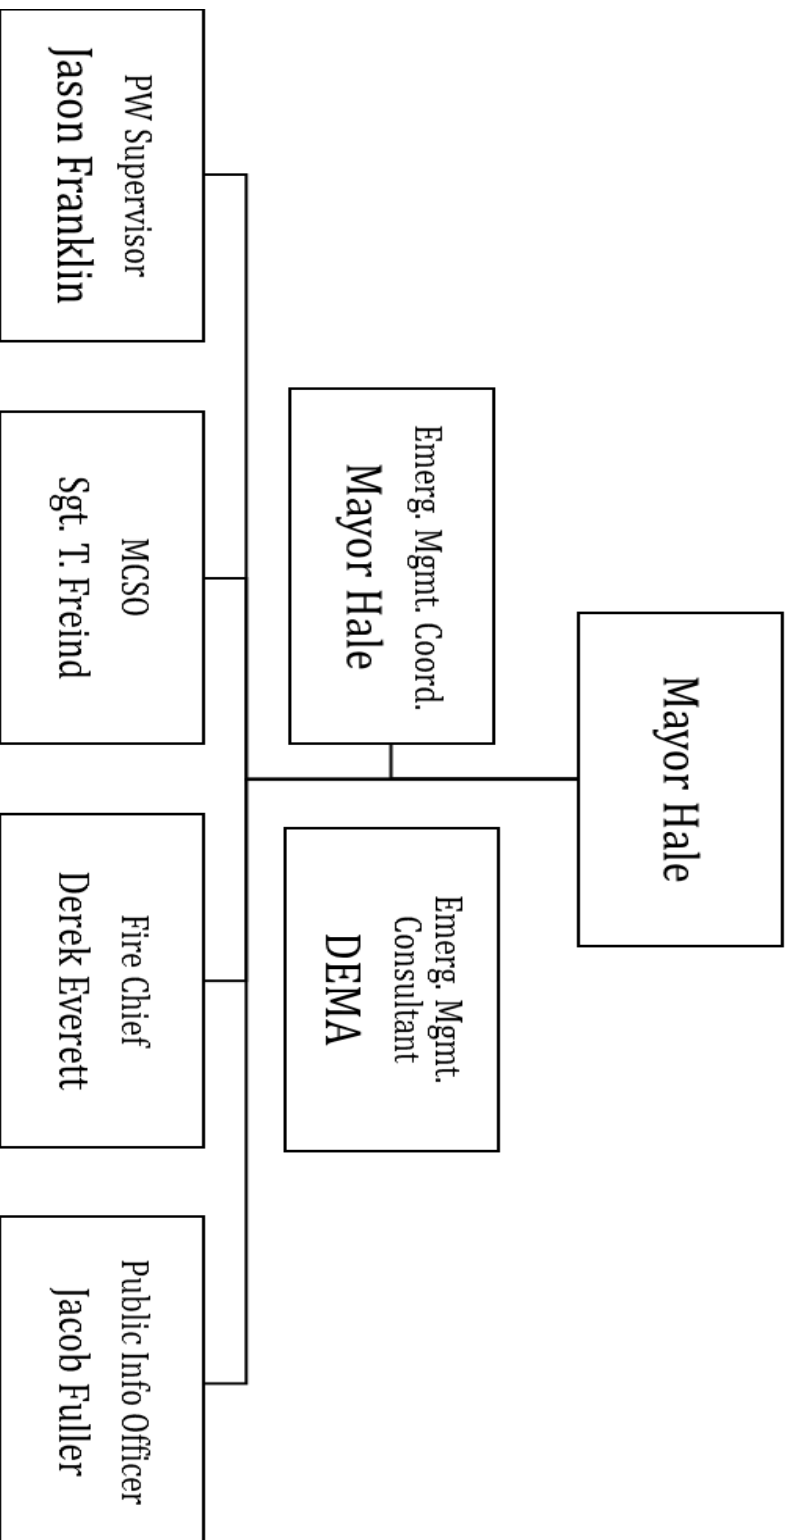 Mayor Hale
Emerg. Mgmt. Coord.
Mayor Hale
Emerg. Mgmt.
Consultant
DEMA
PW Supervisor
Jason Franklin
MCSO
Sgt. T. Freind
Fire Chief
Derek Everett
Public Info Officer
Jacob Fuller